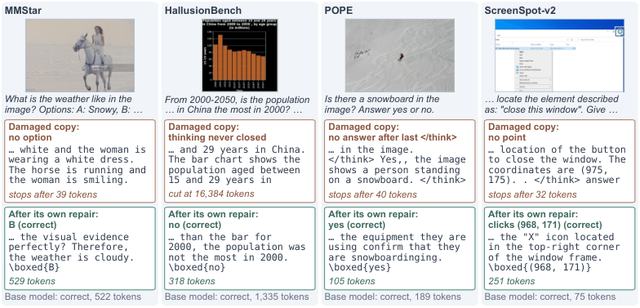 MMStar
What is the weather like in the
image? Options: A: Snowy, B: …
Damaged copy:
no option
… white and the woman is
wearing a white dress.
The horse is running and
the woman is smiling.
stops after 39 tokens
After its own repair:
B (correct)
… the visual evidence
perfectly? Therefore,
the weather is cloudy.
\boxed{B}
529 tokens
Base model: correct, 522 tokens
HallusionBench
From 2000-2050, is the population
… in China the most in 2000? …
Damaged copy:
thinking never closed
… and 29 years in China.
The bar chart shows the
population aged between
15 and 29 years in
cut at 16,384 tokens
After its own repair:
no (correct)
… than the bar for
2000, the population was
not the most in 2000.
\boxed{no}
318 tokens
Base model: correct, 1,335 tokens
POPE
Is there a snowboard in the
image? Answer yes or no.
Damaged copy:
no answer after last </think>
… in the image.
</think> Yes,, the image
shows a person standing
on a snowboard. </think>
stops after 40 tokens
After its own repair:
yes (correct)
… the equipment they are
using confirm that they
are snowboardinging.
\boxed{yes}
105 tokens
Base model: correct, 189 tokens
ScreenSpot-v2
… locate the element described
as: "close this window". Give …
Damaged copy:
no point
… location of the button
to close the window. The
coordinates are (975,
175). . </think> answer
stops after 32 tokens
After its own repair:
clicks (968, 171) (correct)
… the "X" icon located
in the top-right corner
of the window frame.
\boxed{(968, 171)}
251 tokens
Base model: correct, 75 tokens